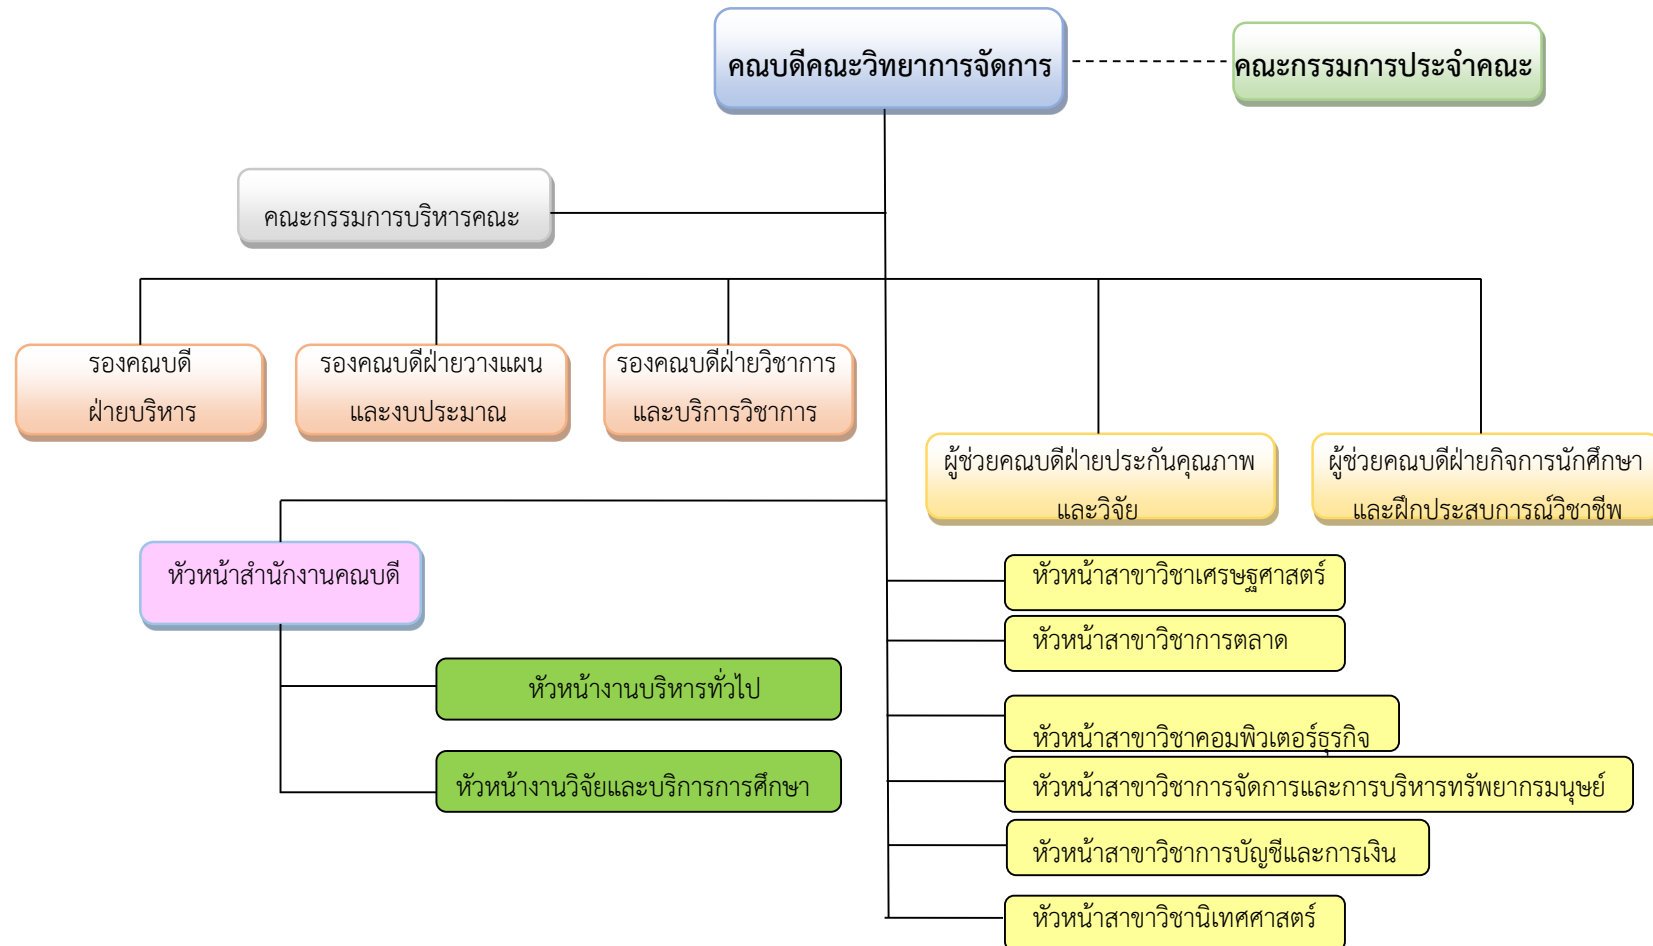 คณบดีคณะวิทยาการจัดการ
คณะกรรมการประจำคณะ
คณะกรรมการบริหารคณะ
รองคณบดี
ฝ่ายบริหาร
รองคณบดีฝ่ายวางแผน
และงบประมาณ
รองคณบดีฝ่ายวิชาการ
และบริการวิชาการ
ผู้ช่วยคณบดีฝ่ายประกันคุณภาพ
และวิจัย
ผู้ช่วยคณบดีฝ่ายกิจการนักศึกษา
และฝึกประสบการณ์วิชาชีพ
หัวหน้าสำนักงานคณบดี
หัวหน้างานบริหารทั่วไป
หัวหน้างานวิจัยและบริการการศึกษา
หัวหน้าสาขาวิชาเศรษฐศาสตร์
หัวหน้าสาขาวิชาการตลาด
หัวหน้าสาขาวิชาคอมพิวเตอร์ธุรกิจ
หัวหน้าสาขาวิชาการจัดการและการบริหารทรัพยากรมนุษย์
หัวหน้าสาขาวิชาการบัญชีและการเงิน
หัวหน้าสาขาวิชานิเทศศาสตร์